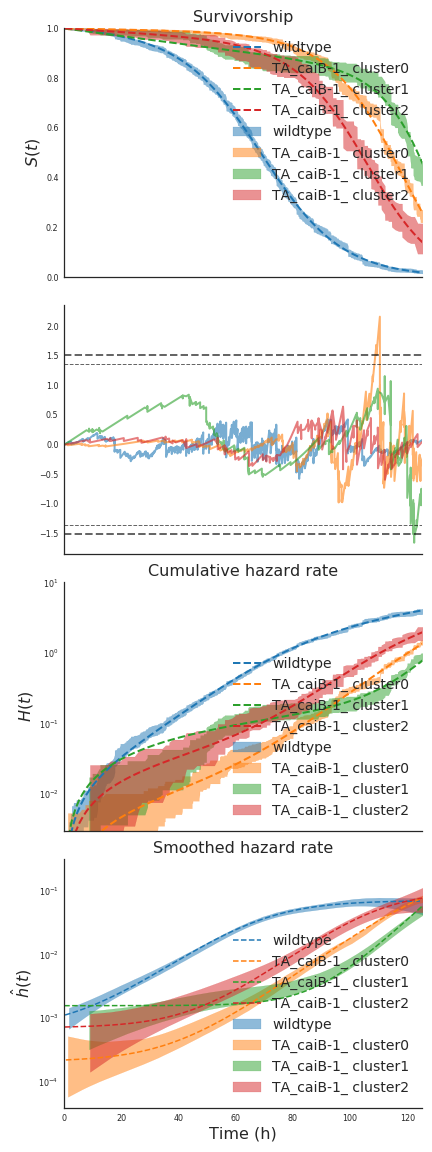 Survivorship
1.0
0.8
0.6
0.4
0.2
0.0
S(t)
wildtype
TA_caiB-1_ cluster0
TA_caiB-1_ cluster1
TA_caiB-1_ cluster2
wildtype
TA_caiB-1_ cluster0
TA_caiB-1_ cluster1
TA_caiB-1_ cluster2
2.0
1.5
1.0
0.5
0.0
−0.5
−1.0
−1.5
Cumulative hazard rate
10¹
10⁰
10⁻¹
10⁻²
H(t)
wildtype
TA_caiB-1_ cluster0
TA_caiB-1_ cluster1
TA_caiB-1_ cluster2
wildtype
TA_caiB-1_ cluster0
TA_caiB-1_ cluster1
TA_caiB-1_ cluster2
Smoothed hazard rate
10⁻¹
10⁻²
10⁻³
10⁻⁴
ĥ(t)
wildtype
TA_caiB-1_ cluster0
TA_caiB-1_ cluster1
TA_caiB-1_ cluster2
wildtype
TA_caiB-1_ cluster0
TA_caiB-1_ cluster1
TA_caiB-1_ cluster2
0 20 40 60 80 100 120
Time (h)